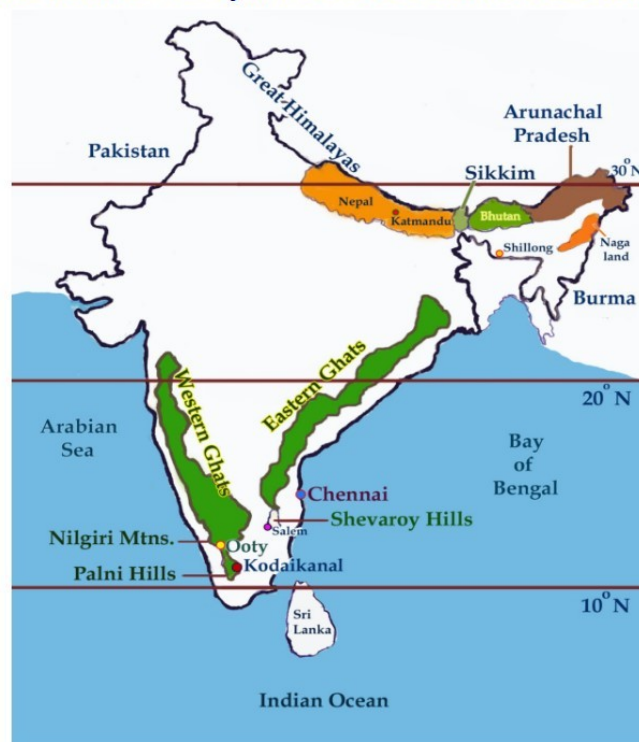 Great Himalayas
Arunachal
Pradesh
Pakistan
Sikkim
30°N
Nepal
Katmandu
Bhutan
Shillong
Naga
land
Burma
Western Ghats
Eastern Ghats
20°N
Arabian
Sea
Bay
of
Bengal
Chennai
Shevaroy Hills
Salem
Nilgiri Mtns.
Ooty
Palni Hills
Kodaikanal
10°N
Sri
Lanka
Indian Ocean